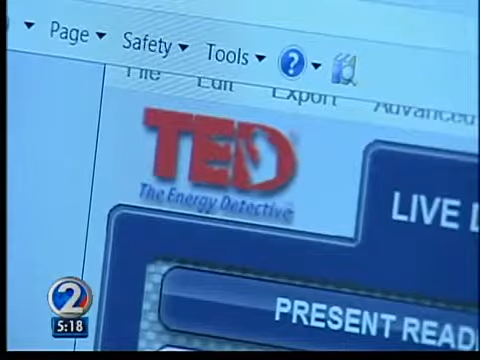 Page Safety Tools ?
File Edit Export Advanced
TED
The Energy Detective
LIVE
PRESENT READ
2
5:18